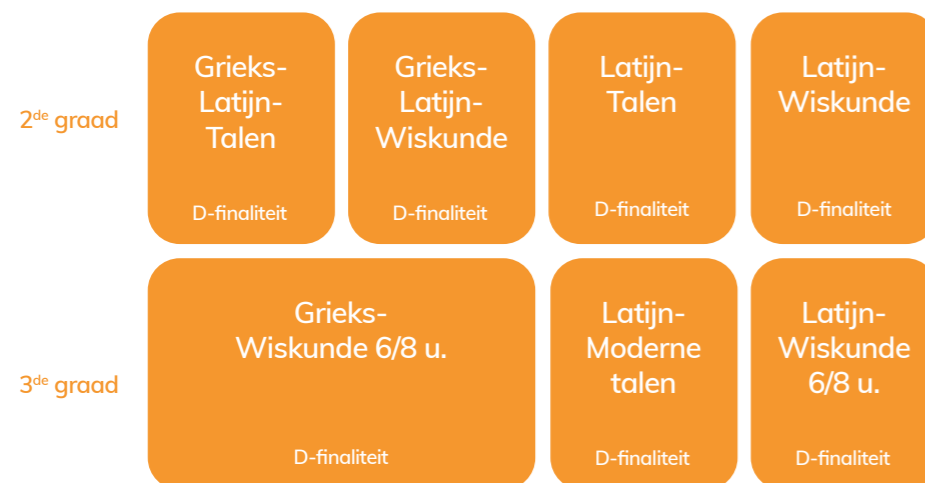 2de graad
Grieks-
Latijn-
Talen
D-finaliteit
Grieks-
Latijn-
Wiskunde
D-finaliteit
Latijn-
Talen
D-finaliteit
Latijn-
Wiskunde
D-finaliteit
3de graad
Grieks-
Wiskunde 6/8 u.
D-finaliteit
Latijn-
Moderne
talen
D-finaliteit
Latijn-
Wiskunde
6/8 u.
D-finaliteit